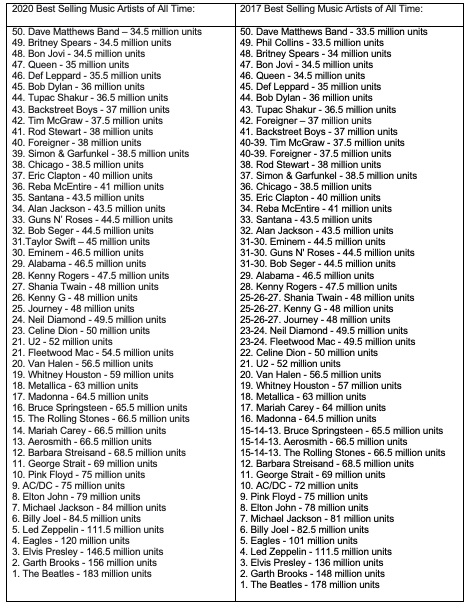 2020 Best Selling Music Artists of All Time:
50. Dave Matthews Band – 34.5 million units
49. Britney Spears - 34.5 million units
48. Bon Jovi - 34.5 million units
47. Queen - 35 million units
46. Def Leppard - 35.5 million units
45. Bob Dylan - 36 million units
44. Tupac Shakur - 36.5 million units
43. Backstreet Boys - 37 million units
42. Tim McGraw - 37.5 million units
41. Rod Stewart - 38 million units
40. Foreigner - 38 million units
39. Simon & Garfunkel - 38.5 million units
38. Chicago - 38.5 million units
37. Eric Clapton - 40 million units
36. Reba McEntire - 41 million units
35. Santana - 43.5 million units
34. Alan Jackson - 43.5 million units
33. Guns N' Roses - 44.5 million units
32. Bob Seger - 44.5 million units
31.Taylor Swift – 45 million units
30. Eminem - 46.5 million units
29. Alabama - 46.5 million units
28. Kenny Rogers - 47.5 million units
27. Shania Twain - 48 million units
26. Kenny G - 48 million units
25. Journey - 48 million units
24. Neil Diamond - 49.5 million units
23. Celine Dion - 50 million units
21. U2 - 52 million units
21. Fleetwood Mac - 54.5 million units
20. Van Halen - 56.5 million units
19. Whitney Houston - 59 million units
18. Metallica - 63 million units
17. Madonna - 64.5 million units
16. Bruce Springsteen - 65.5 million units
15. The Rolling Stones - 66.5 million units
14. Mariah Carey - 66.5 million units
13. Aerosmith - 66.5 million units
12. Barbara Streisand - 68.5 million units
11. George Strait - 69 million units
10. Pink Floyd - 75 million units
9. AC/DC - 75 million units
8. Elton John - 79 million units
7. Michael Jackson - 84 million units
6. Billy Joel - 84.5 million units
5. Led Zeppelin - 111.5 million units
4. Eagles - 120 million units
3. Elvis Presley - 146.5 million units
2. Garth Brooks - 156 million units
1. The Beatles - 183 million units
2017 Best Selling Music Artists of All Time:
50. Dave Matthews Band - 33.5 million units
49. Phil Collins - 33.5 million units
48. Britney Spears - 34 million units
47. Bon Jovi - 34.5 million units
46. Queen - 34.5 million units
45. Def Leppard - 35 million units
44. Bob Dylan - 36 million units
43. Tupac Shakur - 36.5 million units
42. Foreigner – 37 million units
41. Backstreet Boys - 37 million units
40-39. Tim McGraw - 37.5 million units
40-39. Foreigner - 37.5 million units
38. Rod Stewart - 38 million units
37. Simon & Garfunkel - 38.5 million units
36. Chicago - 38.5 million units
35. Eric Clapton - 40 million units
34. Reba McEntire - 41 million units
33. Santana - 43.5 million units
32. Alan Jackson - 43.5 million units
31-30. Eminem - 44.5 million units
31-30. Guns N' Roses - 44.5 million units
31-30. Bob Seger - 44.5 million units
29. Alabama - 46.5 million units
28. Kenny Rogers - 47.5 million units
25-26-27. Shania Twain - 48 million units
25-26-27. Kenny G - 48 million units
25-26-27. Journey - 48 million units
23-24. Neil Diamond - 49.5 million units
23-24. Fleetwood Mac - 49.5 million units
22. Celine Dion - 50 million units
21. U2 - 52 million units
20. Van Halen - 56.5 million units
19. Whitney Houston - 57 million units
18. Metallica - 63 million units
17. Mariah Carey - 64 million units
16. Madonna - 64.5 million units
15-14-13. Bruce Springsteen - 65.5 million units
15-14-13. Aerosmith - 66.5 million units
15-14-13. The Rolling Stones - 66.5 million units
12. Barbara Streisand - 68.5 million units
11. George Strait - 69 million units
10. AC/DC - 72 million units
9. Pink Floyd - 75 million units
8. Elton John - 78 million units
7. Michael Jackson - 81 million units
6. Billy Joel - 82.5 million units
5. Eagles - 101 million units
4. Led Zeppelin - 111.5 million units
3. Elvis Presley - 136 million units
2. Garth Brooks - 148 million units
1. The Beatles - 178 million units